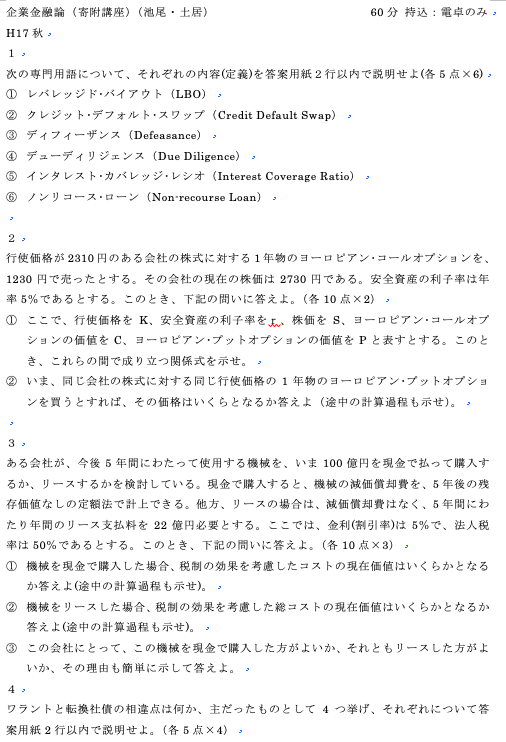 企業金融論（寄附講座）（池尾・土居） 60分 持込：電卓のみ
H17 秋
1
次の専門用語について、それぞれの内容(定義)を答案用紙2行以内で説明せよ(各5点×6)
① レバレッジド･バイアウト（LBO）
② クレジット･デフォルト･スワップ（Credit Default Swap）
③ ディフィーザンス（Defeasance）
④ デューディリジェンス（Due Diligence）
⑤ インタレスト･カバレッジ･レシオ（Interest Coverage Ratio）
⑥ ノンリコース･ローン（Non-recourse Loan）
2
行使価格が 2310 円のある会社の株式に対する 1 年物のヨーロピアン･コールオプションを、
1230 円で売ったとする。その会社の現在の株価は 2730 円である。安全資産の利子率は年
率 5％であるとする。このとき、下記の問いに答えよ。（各 10 点×2）
① ここで、行使価格を K、安全資産の利子率を r 、株価を S、ヨーロピアン･コールオプ
ションの価値を C、ヨーロピアン･プットオプションの価値を P と表すとする。このと
き、これらの間で成り立つ関係式を示せ。
② いま、同じ会社の株式に対する同じ行使価格の 1 年物のヨーロピアン･プットオプショ
ンを買うとすれば、その価格はいくらとなるか答えよ（途中の計算過程も示せ）。
3
ある会社が、今後 5 年間にわたって使用する機械を、いま 100 億円を現金で払って購入す
るか、リースするかを検討している。現金で購入すると、機械の減価償却費を、5 年後の残
存価値なしの定額法で計上できる。他方、リースの場合は、減価償却費はなく、5 年間にわ
たり年間のリース支払料を 22 億円必要とする。ここでは、金利(割引率)は 5％で、法人税
率は 50％であるとする。このとき、下記の問いに答えよ。（各 10 点×3）
① 機械を現金で購入した場合、税制の効果を考慮したコストの現在価値はいくらかとなる
か答えよ(途中の計算過程も示せ)。
② 機械をリースした場合、税制の効果を考慮した総コストの現在価値はいくらとなるか
答えよ(途中の計算過程も示せ)。
③ この会社にとって、この機械を現金で購入した方がよいか、それともリースした方がよ
いか、その理由も簡単に示して答えよ。
4
ワラントと転換社債の相違点は何か、主だったものとして 4 つ挙げ、それぞれについて答
案用紙 2 行以内で説明せよ。（各 5 点×4）